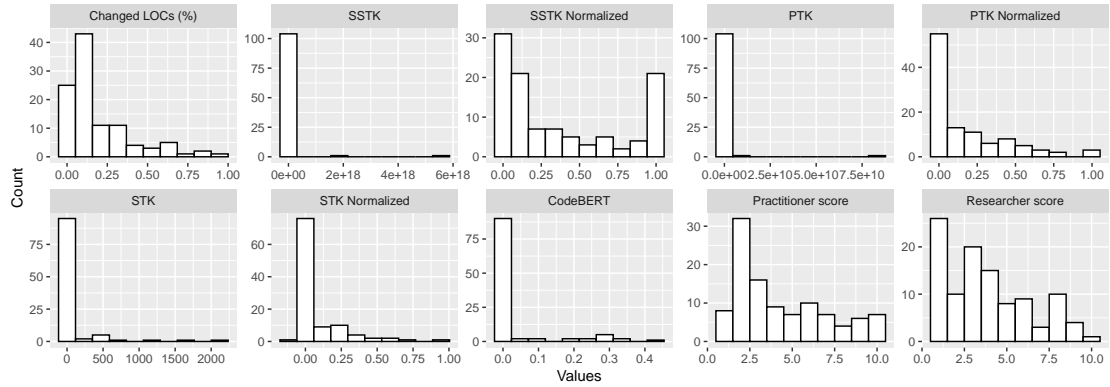 Changed LOCs (%) SSTK SSTK Normalized PTK PTK Normalized
40 30 20 10 0
100 75 50 25 0
30 20 10 0
100 75 50 25 0
40 20 0
0.00 0.25 0.50 0.75 1.00
0e+00 2e+18 4e+18 6e+18
0.00 0.25 0.50 0.75 1.00
0.0e+002.5e+105.0e+107.5e+10
0.00 0.25 0.50 0.75 1.00
Count
STK STK Normalized CodeBERT Practitioner score Researcher score
75 50 25 0
60 40 20 0
75 50 25 0
30 20 10 0
20 10 0
0 500 1000 1500 2000
0.00 0.25 0.50 0.75 1.00
0.0 0.1 0.2 0.3 0.4
0.0 2.5 5.0 7.5 10.0
0.0 2.5 5.0 7.5 10.0
Values